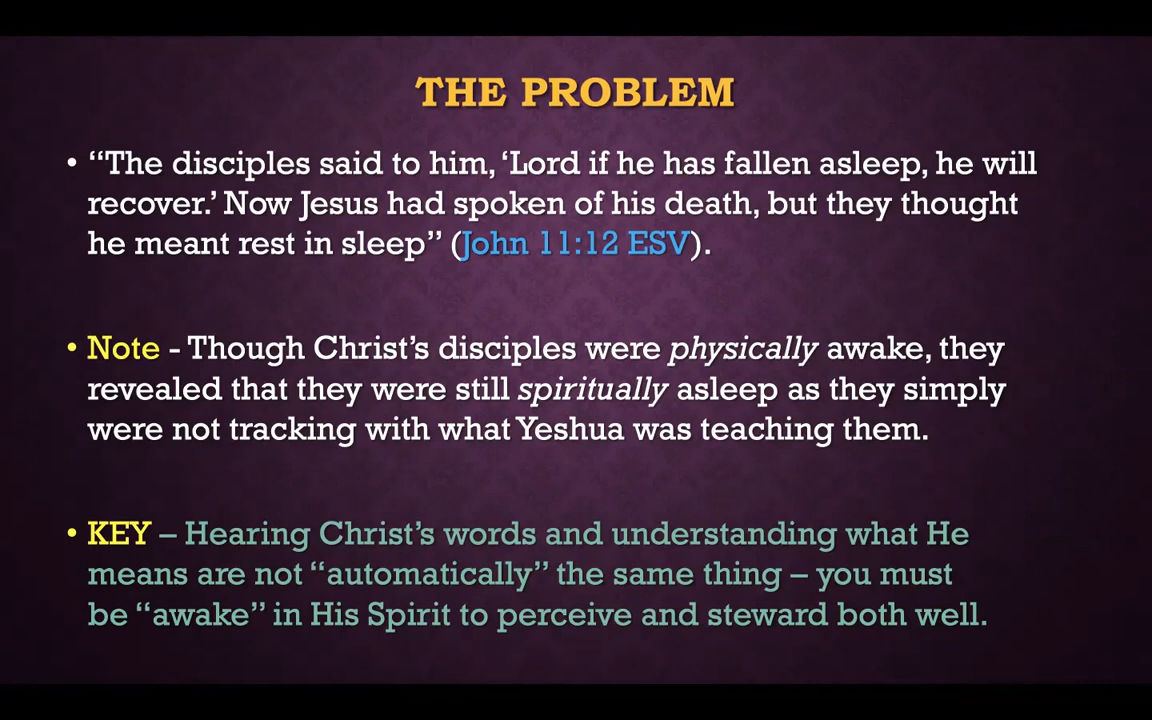 THE PROBLEM
• “The disciples said to him, ‘Lord if he has fallen asleep, he will
recover.’ Now Jesus had spoken of his death, but they thought
he meant rest in sleep” (John 11:12 ESV).
• Note - Though Christ’s disciples were physically awake, they
revealed that they were still spiritually asleep as they simply
were not tracking with what Yeshua was teaching them.
• KEY – Hearing Christ’s words and understanding what He
means are not “automatically” the same thing – you must
be “awake” in His Spirit to perceive and steward both well.